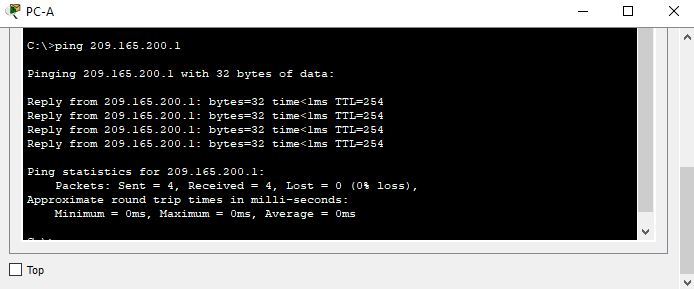 PC-A
C:\>ping 209.165.200.1
Pinging 209.165.200.1 with 32 bytes of data:
Reply from 209.165.200.1: bytes=32 time<1ms TTL=254
Reply from 209.165.200.1: bytes=32 time<1ms TTL=254
Reply from 209.165.200.1: bytes=32 time<1ms TTL=254
Reply from 209.165.200.1: bytes=32 time<1ms TTL=254
Ping statistics for 209.165.200.1:
Packets: Sent = 4, Received = 4, Lost = 0 (0% loss),
Approximate round trip times in milli-seconds:
Minimum = 0ms, Maximum = 0ms, Average = 0ms
Top